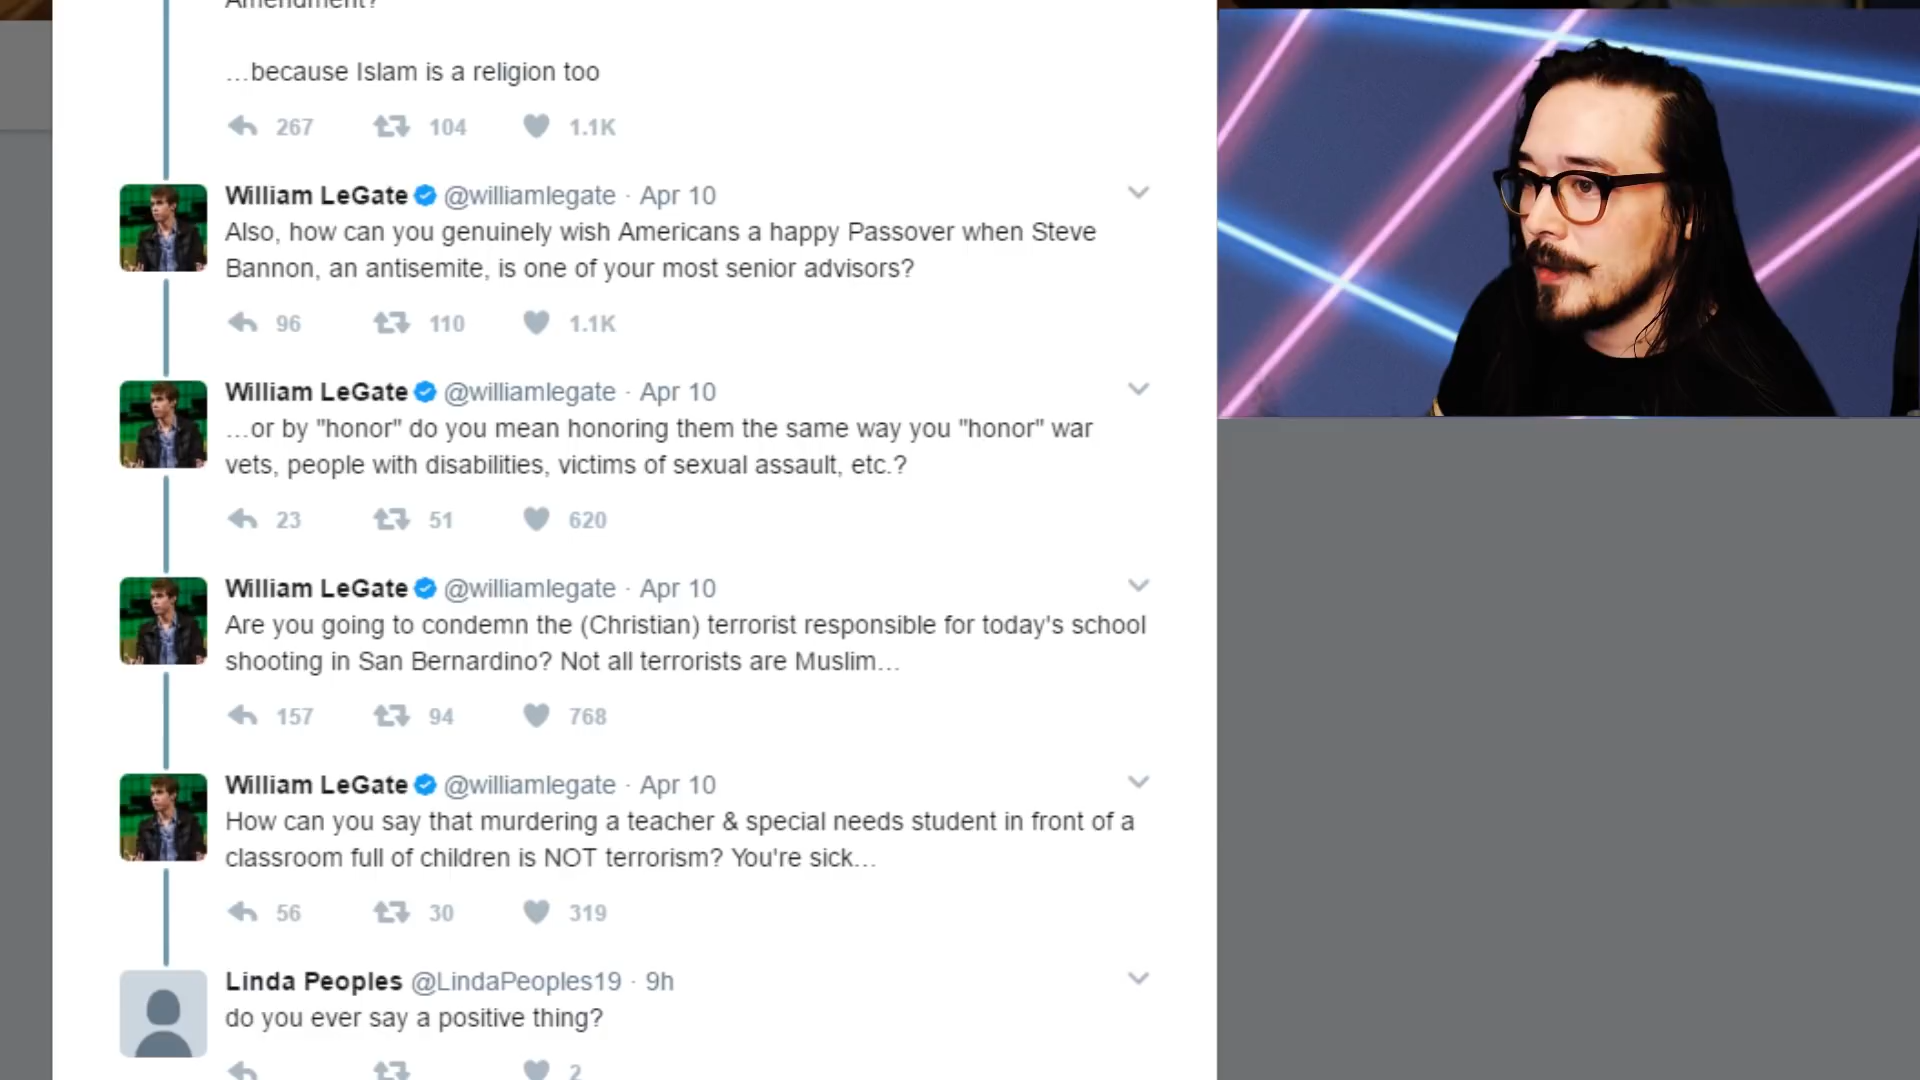 Amendment?
...because Islam is a religion too
267 104 1.1K
William LeGate @williamlegate · Apr 10
Also, how can you genuinely wish Americans a happy Passover when Steve
Bannon, an antisemite, is one of your most senior advisors?
96 110 1.1K
William LeGate @williamlegate · Apr 10
...or by "honor" do you mean honoring them the same way you "honor" war
vets, people with disabilities, victims of sexual assault, etc.?
23 51 620
William LeGate @williamlegate · Apr 10
Are you going to condemn the (Christian) terrorist responsible for today's school
shooting in San Bernardino? Not all terrorists are Muslim...
157 94 768
William LeGate @williamlegate · Apr 10
How can you say that murdering a teacher & special needs student in front of a
classroom full of children is NOT terrorism? You're sick...
56 30 319
Linda Peoples @LindaPeoples19 · 9h
do you ever say a positive thing?
2